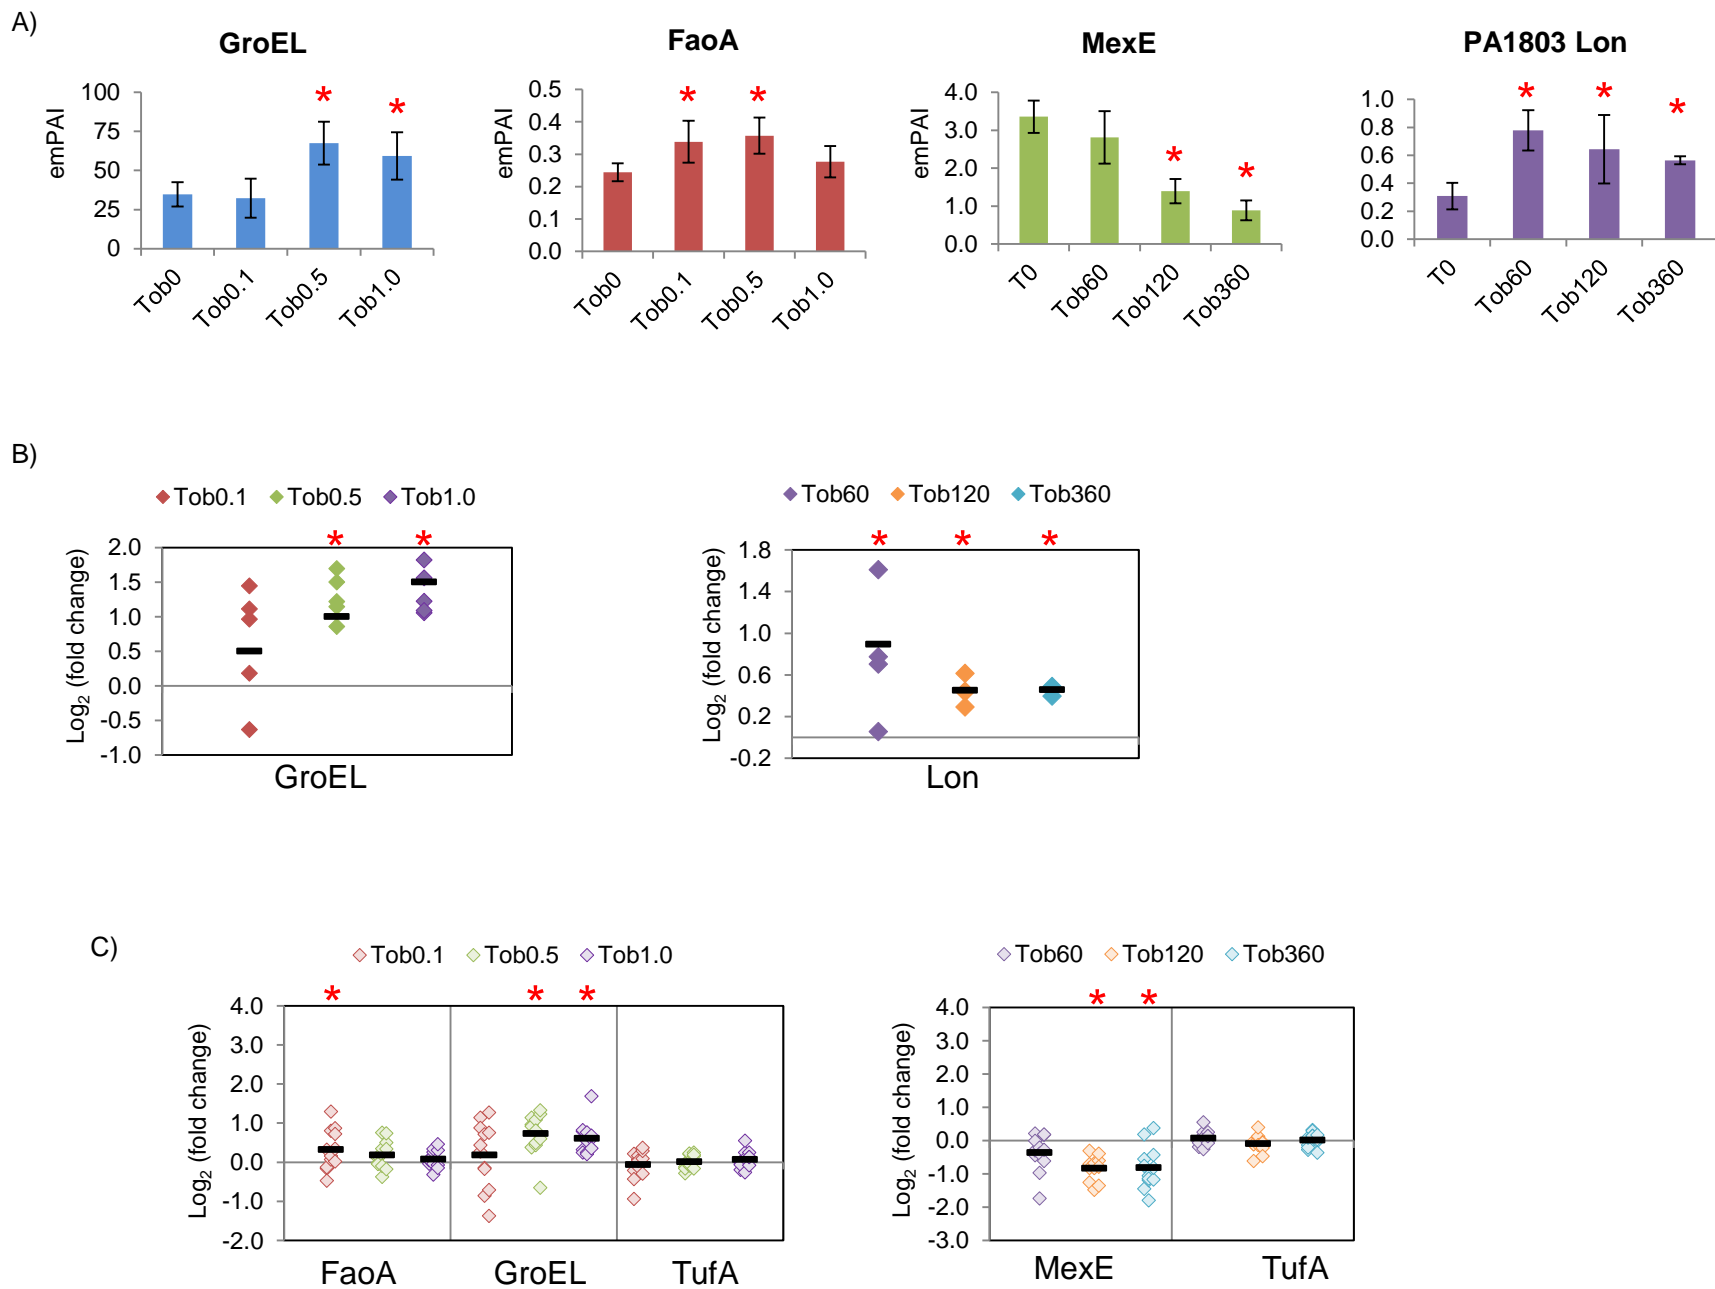 A)
GroEL
FaoA
MexE
PA1803 Lon
emPAI
100
75
50
25
0
Tob0
Tob0.1
Tob0.5
Tob1.0
* *
emPAI
0.5
0.4
0.3
0.2
0.1
0.0
Tob0
Tob0.1
Tob0.5
Tob1.0
* *
emPAI
4.0
3.0
2.0
1.0
0.0
T0
Tob60
Tob120
Tob360
* *
1.0
0.8
0.6
0.4
0.2
0.0
T0
Tob60
Tob120
Tob360
* * *
B)
Tob0.1 Tob0.5 Tob1.0
* *
Log2 (fold change)
2.0
1.5
1.0
0.5
0.0
-0.5
-1.0
GroEL
Tob60 Tob120 Tob360
* * *
Log2 (fold change)
1.8
1.4
1.0
0.6
0.2
-0.2
Lon
C)
Tob0.1 Tob0.5 Tob1.0
* * *
Log2 (fold change)
4.0
3.0
2.0
1.0
0.0
-1.0
-2.0
FaoA GroEL TufA
Tob60 Tob120 Tob360
* *
Log2 (fold change)
4.0
3.0
2.0
1.0
0.0
-1.0
-2.0
-3.0
MexE TufA